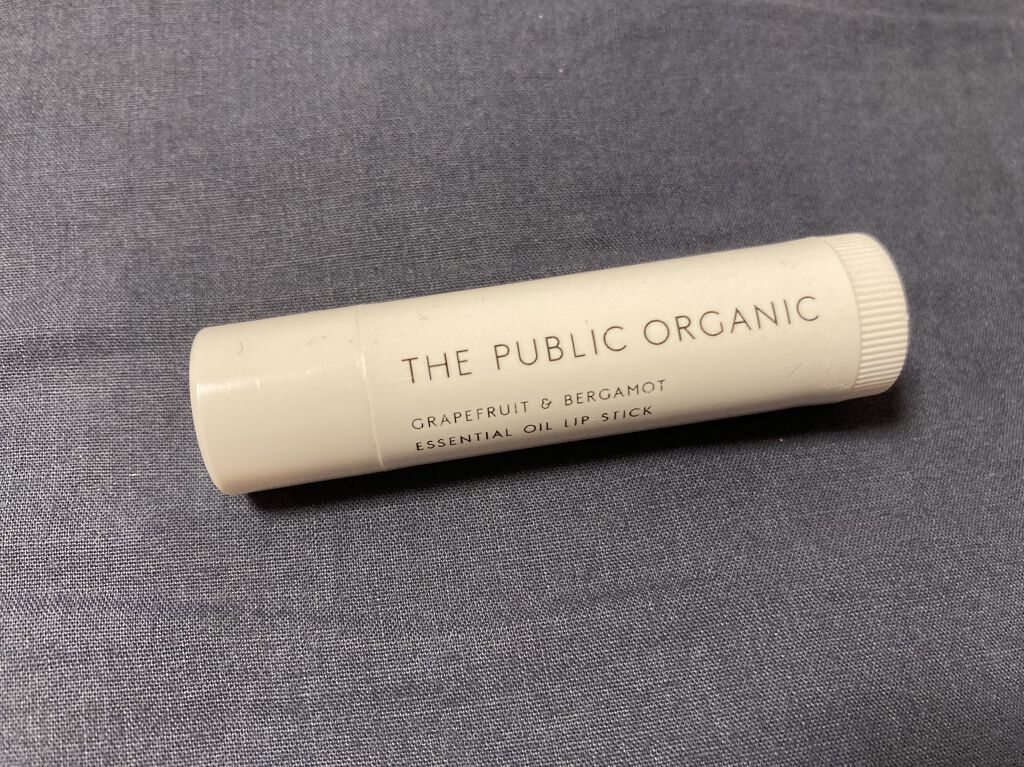 THE PUBLIC ORGANIC
GRAPEFRUIT & BERGAMOT
ESSENTIAL OIL LIP STICK